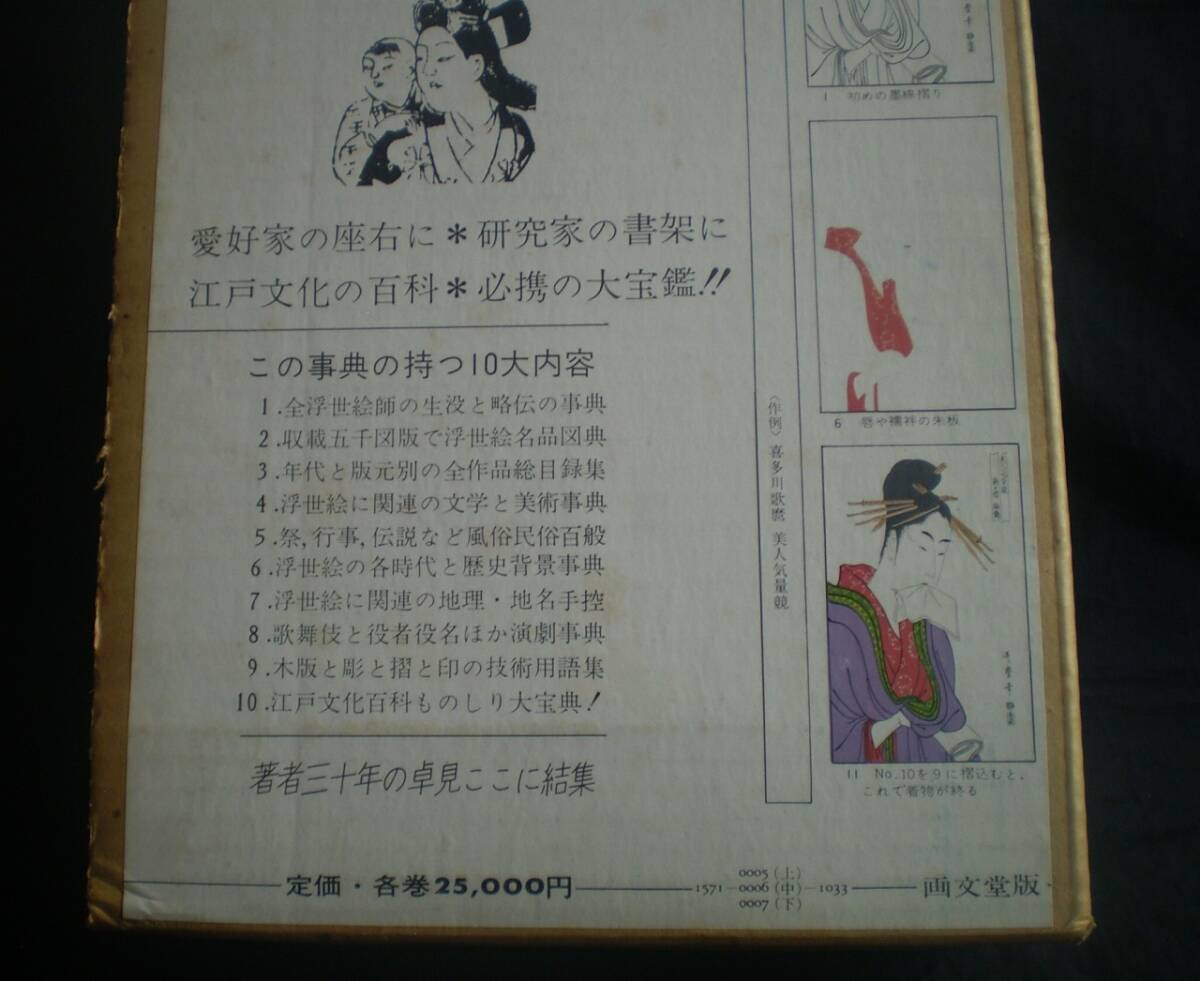 愛好家の座右に＊研究家の書架に
江戸文化の百科＊必携の大宝鑑!!
この事典の持つ10大内容
1.全浮世絵師の生没と略伝の事典
2.収載五千図版で浮世絵名品図典
3.年代と版元別の全作品総目録集
4.浮世絵に関連の文学と美術事典
5.祭,行事,伝説など風俗民俗百般
6.浮世絵の各時代と歴史背景事典
7.浮世絵に関連の地理・地名手控
8.歌舞伎と役者役名ほか演劇事典
9.木版と彫と摺と印の技術用語集
10.江戸文化百科ものしり大宝典!
著者三十年の卓見ここに結集
〈作例〉喜多川歌麿 美人気量競
1 初めの墨線摺り
6 唇や襦袢の朱板
11 No.10を9に摺込むと、
これで着物が終る
定価・各巻25,000円
0005(上)
1571-0006(中)-1033
0007(下)
画文堂版